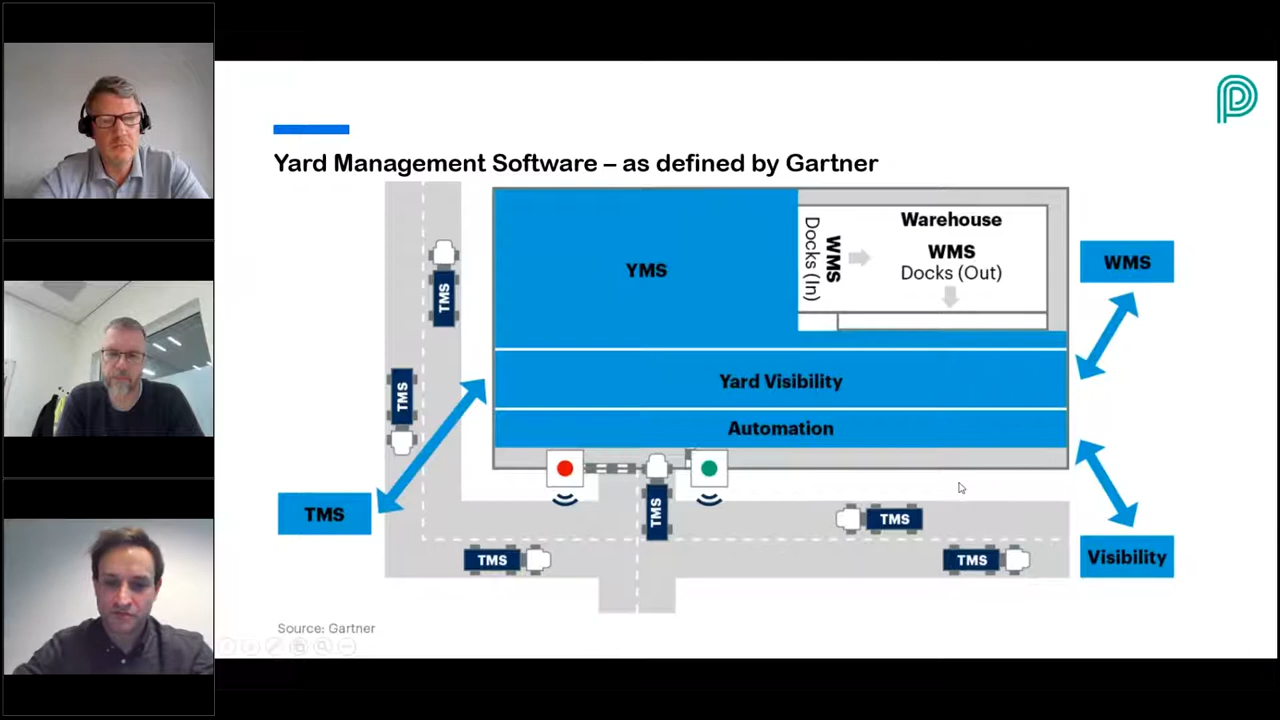 Yard Management Software – as defined by Gartner
YMS
WMS
Docks (In)
Warehouse
WMS
Docks (Out)
WMS
TMS
TMS
Yard Visibility
Automation
TMS
TMS
TMS
TMS
TMS
Visibility
Source: Gartner